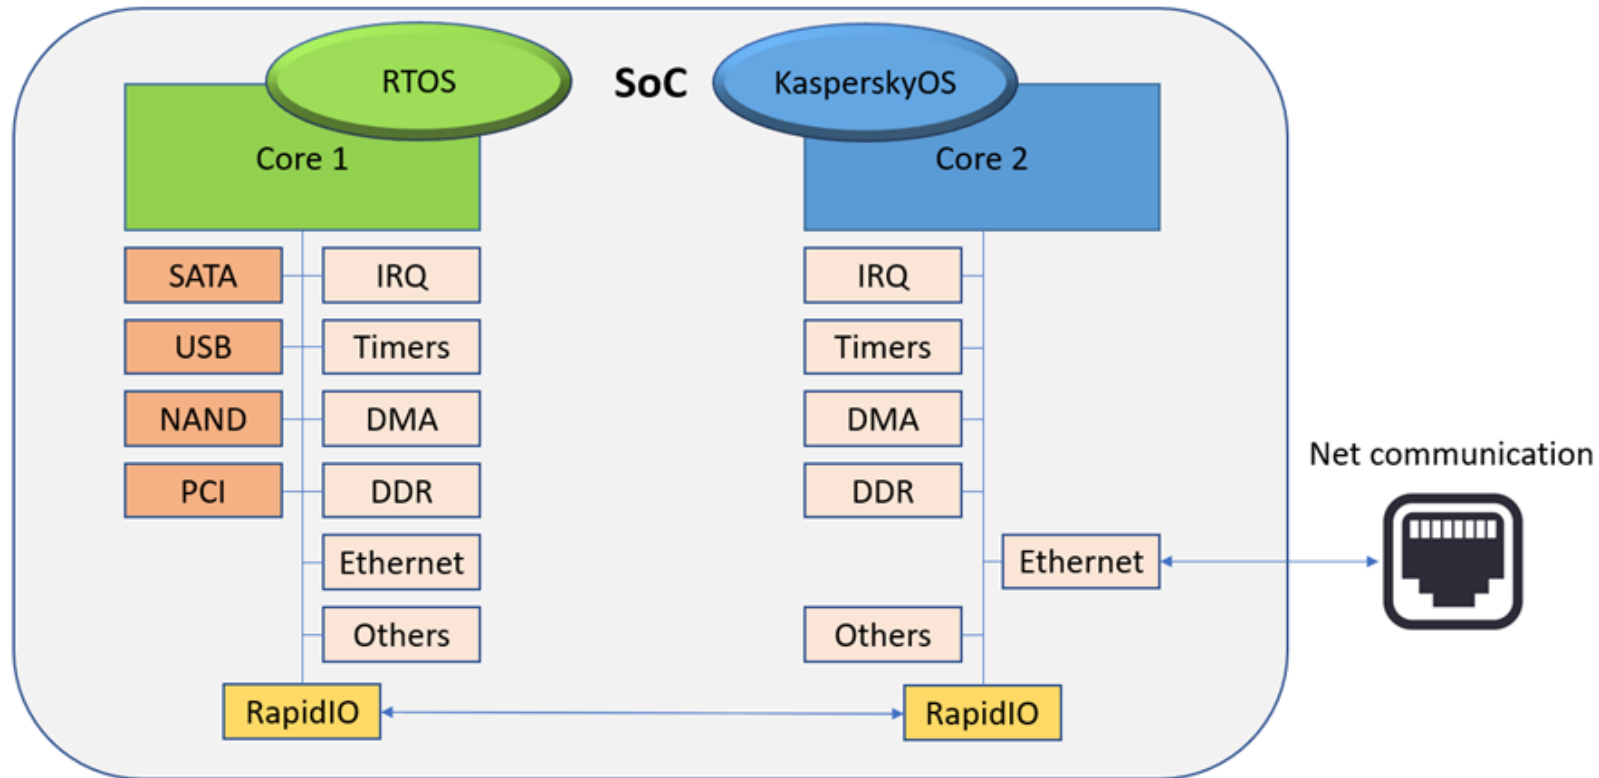 RTOS
SoC
KasperskyOS
Core 1
Core 2
SATA
IRQ
IRQ
USB
Timers
Timers
NAND
DMA
DMA
Net communication
PCI
DDR
DDR
Ethernet
Ethernet
Others
Others
RapidIO
RapidIO